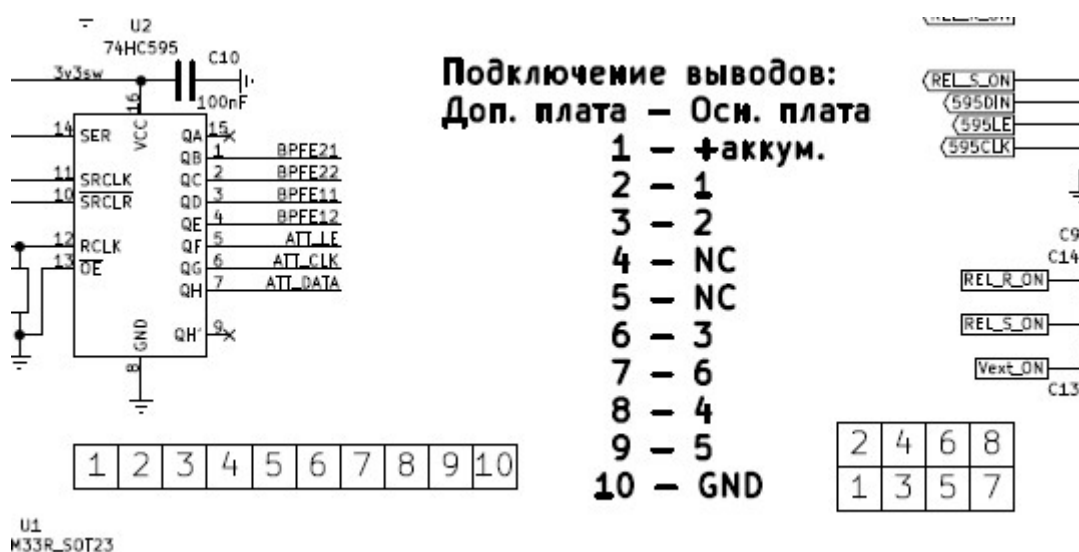 U2
74HC595
C10
3v3sw
16
100nF
14
SER
VCC
QA
15
QB
1
BPFE21
11
SRCLK
QC
2
BPFE22
10
SRCLR
QD
3
BPFE11
QE
4
BPFE12
12
RCLK
QF
5
ATT_LE
13
OE
QG
6
ATT_CLK
QH
7
ATT_DATA
GND
QH'
9
8
1 2 3 4 5 6 7 8 9 10
U1
M33R_SOT23
Подключение выводов:
Доп. плата – Осн. плата
1 – +аккум.
2 – 1
3 – 2
4 – NC
5 – NC
6 – 3
7 – 6
8 – 4
9 – 5
10 – GND
REL_S_ON
595DIN
595LE
595CLK
C9
C14
REL_R_ON
REL_S_ON
Vext_ON
C13
2 4 6 8
1 3 5 7